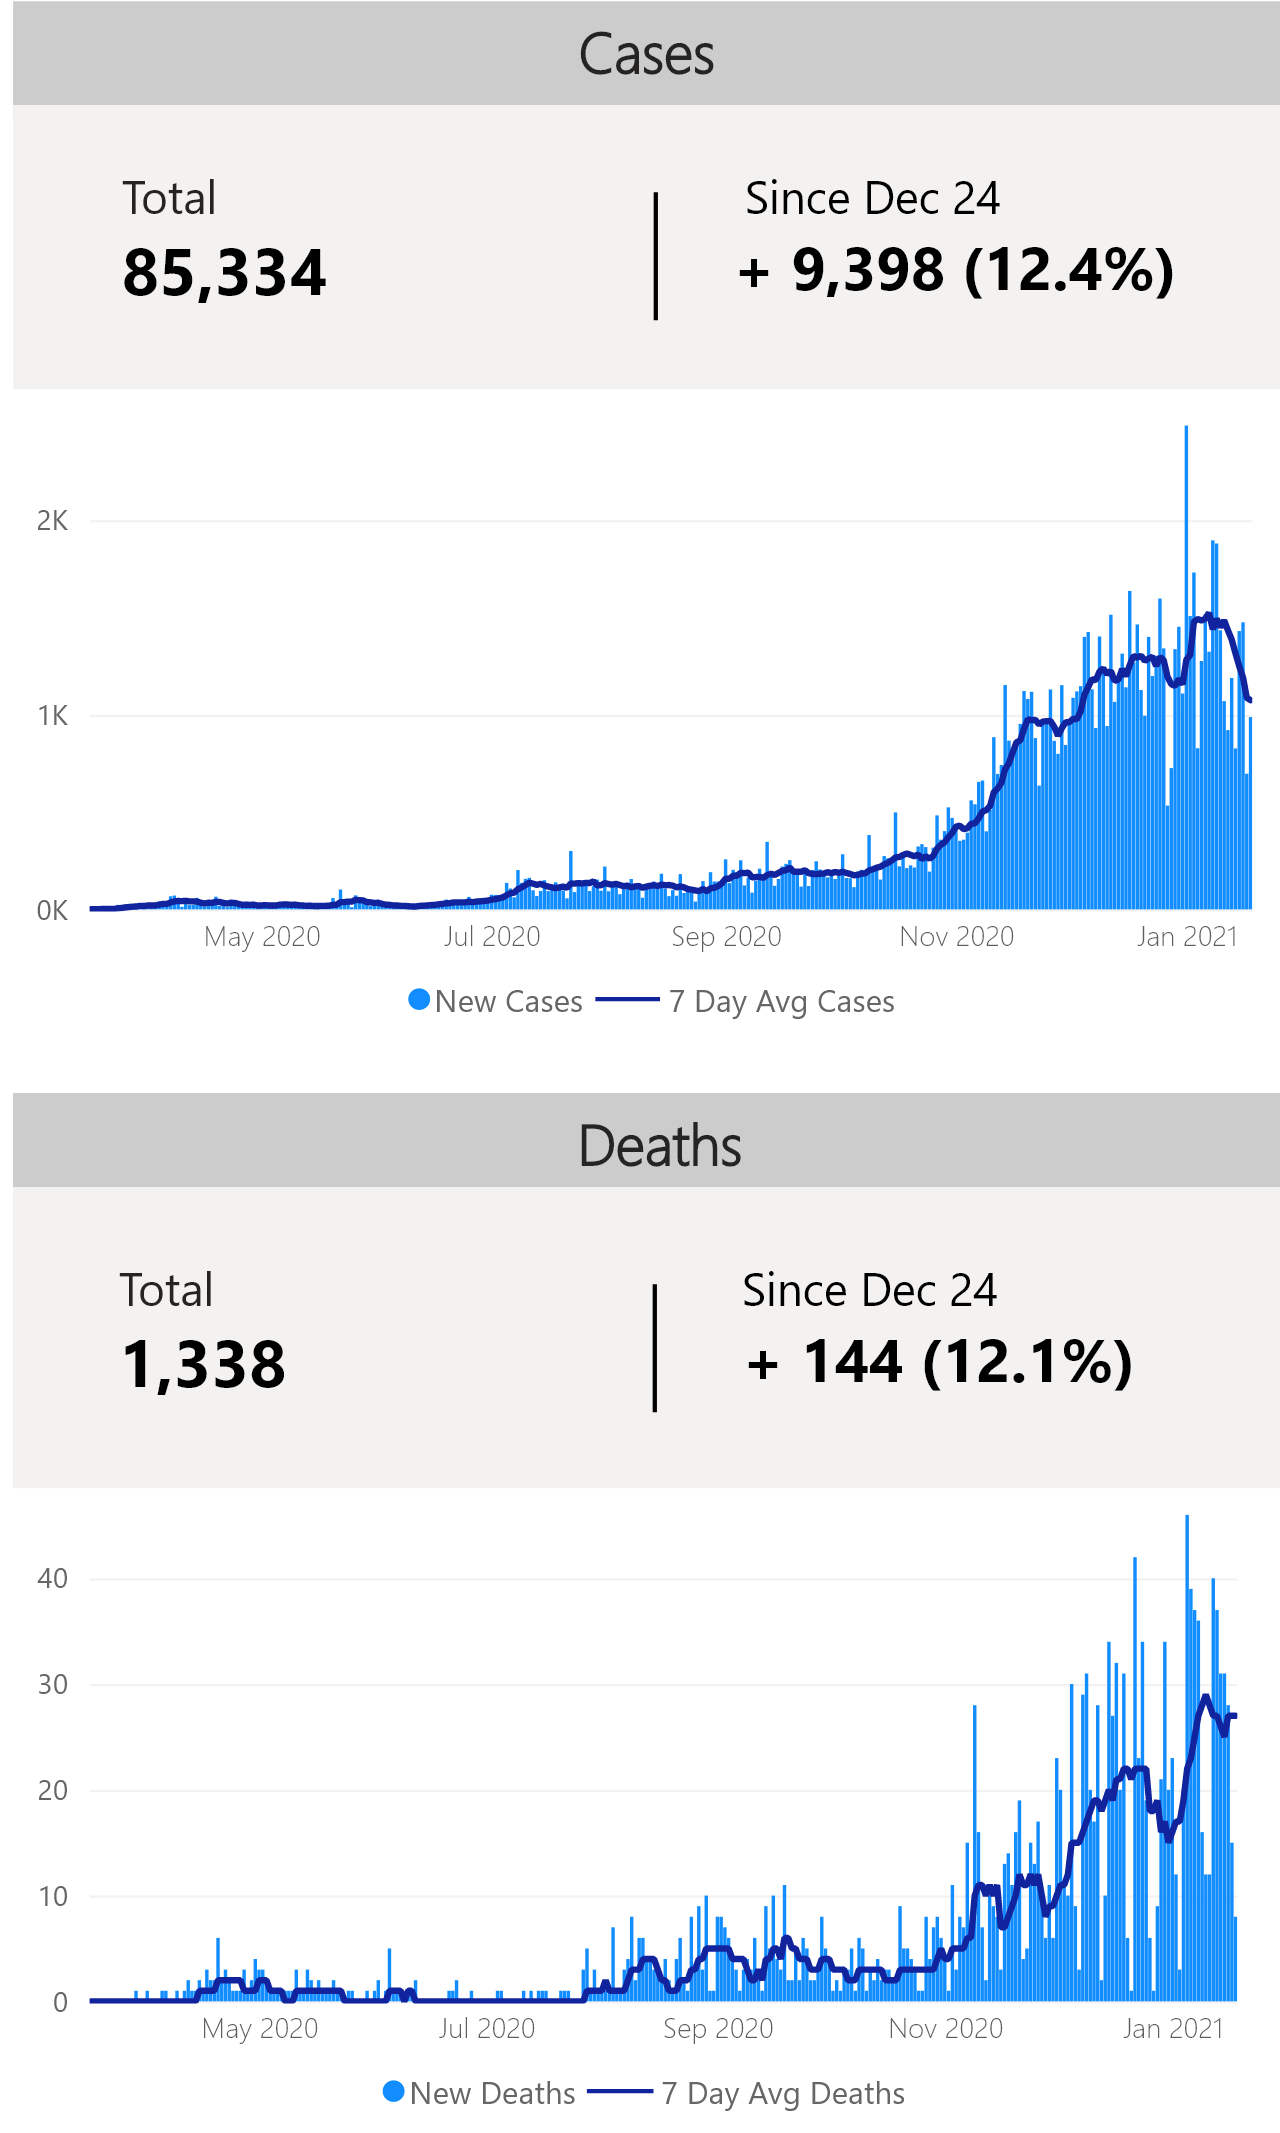 Cases
Total
Since Dec 24
85,334
+ 9,398 (12.4%)
2K
1K
0K
May 2020 Jul 2020 Sep 2020 Nov 2020 Jan 2021
New Cases 7 Day Avg Cases
Deaths
Total
Since Dec 24
1,338
+ 144 (12.1%)
40
30
20
10
0
May 2020 Jul 2020 Sep 2020 Nov 2020 Jan 2021
New Deaths 7 Day Avg Deaths